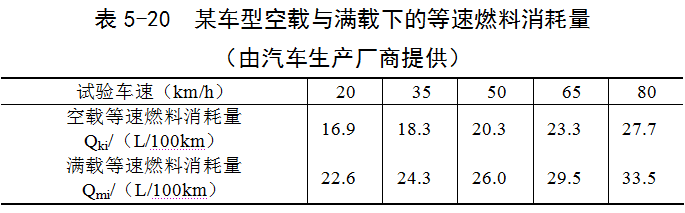 表 5-20 某车型空载与满载下的等速燃料消耗量
（由汽车生产厂商提供）
试验车速（km/h） 20 35 50 65 80
空载等速燃料消耗量
Qki/（L/100km） 16.9 18.3 20.3 23.3 27.7
满载等速燃料消耗量
Qmi/（L/100km） 22.6 24.3 26.0 29.5 33.5